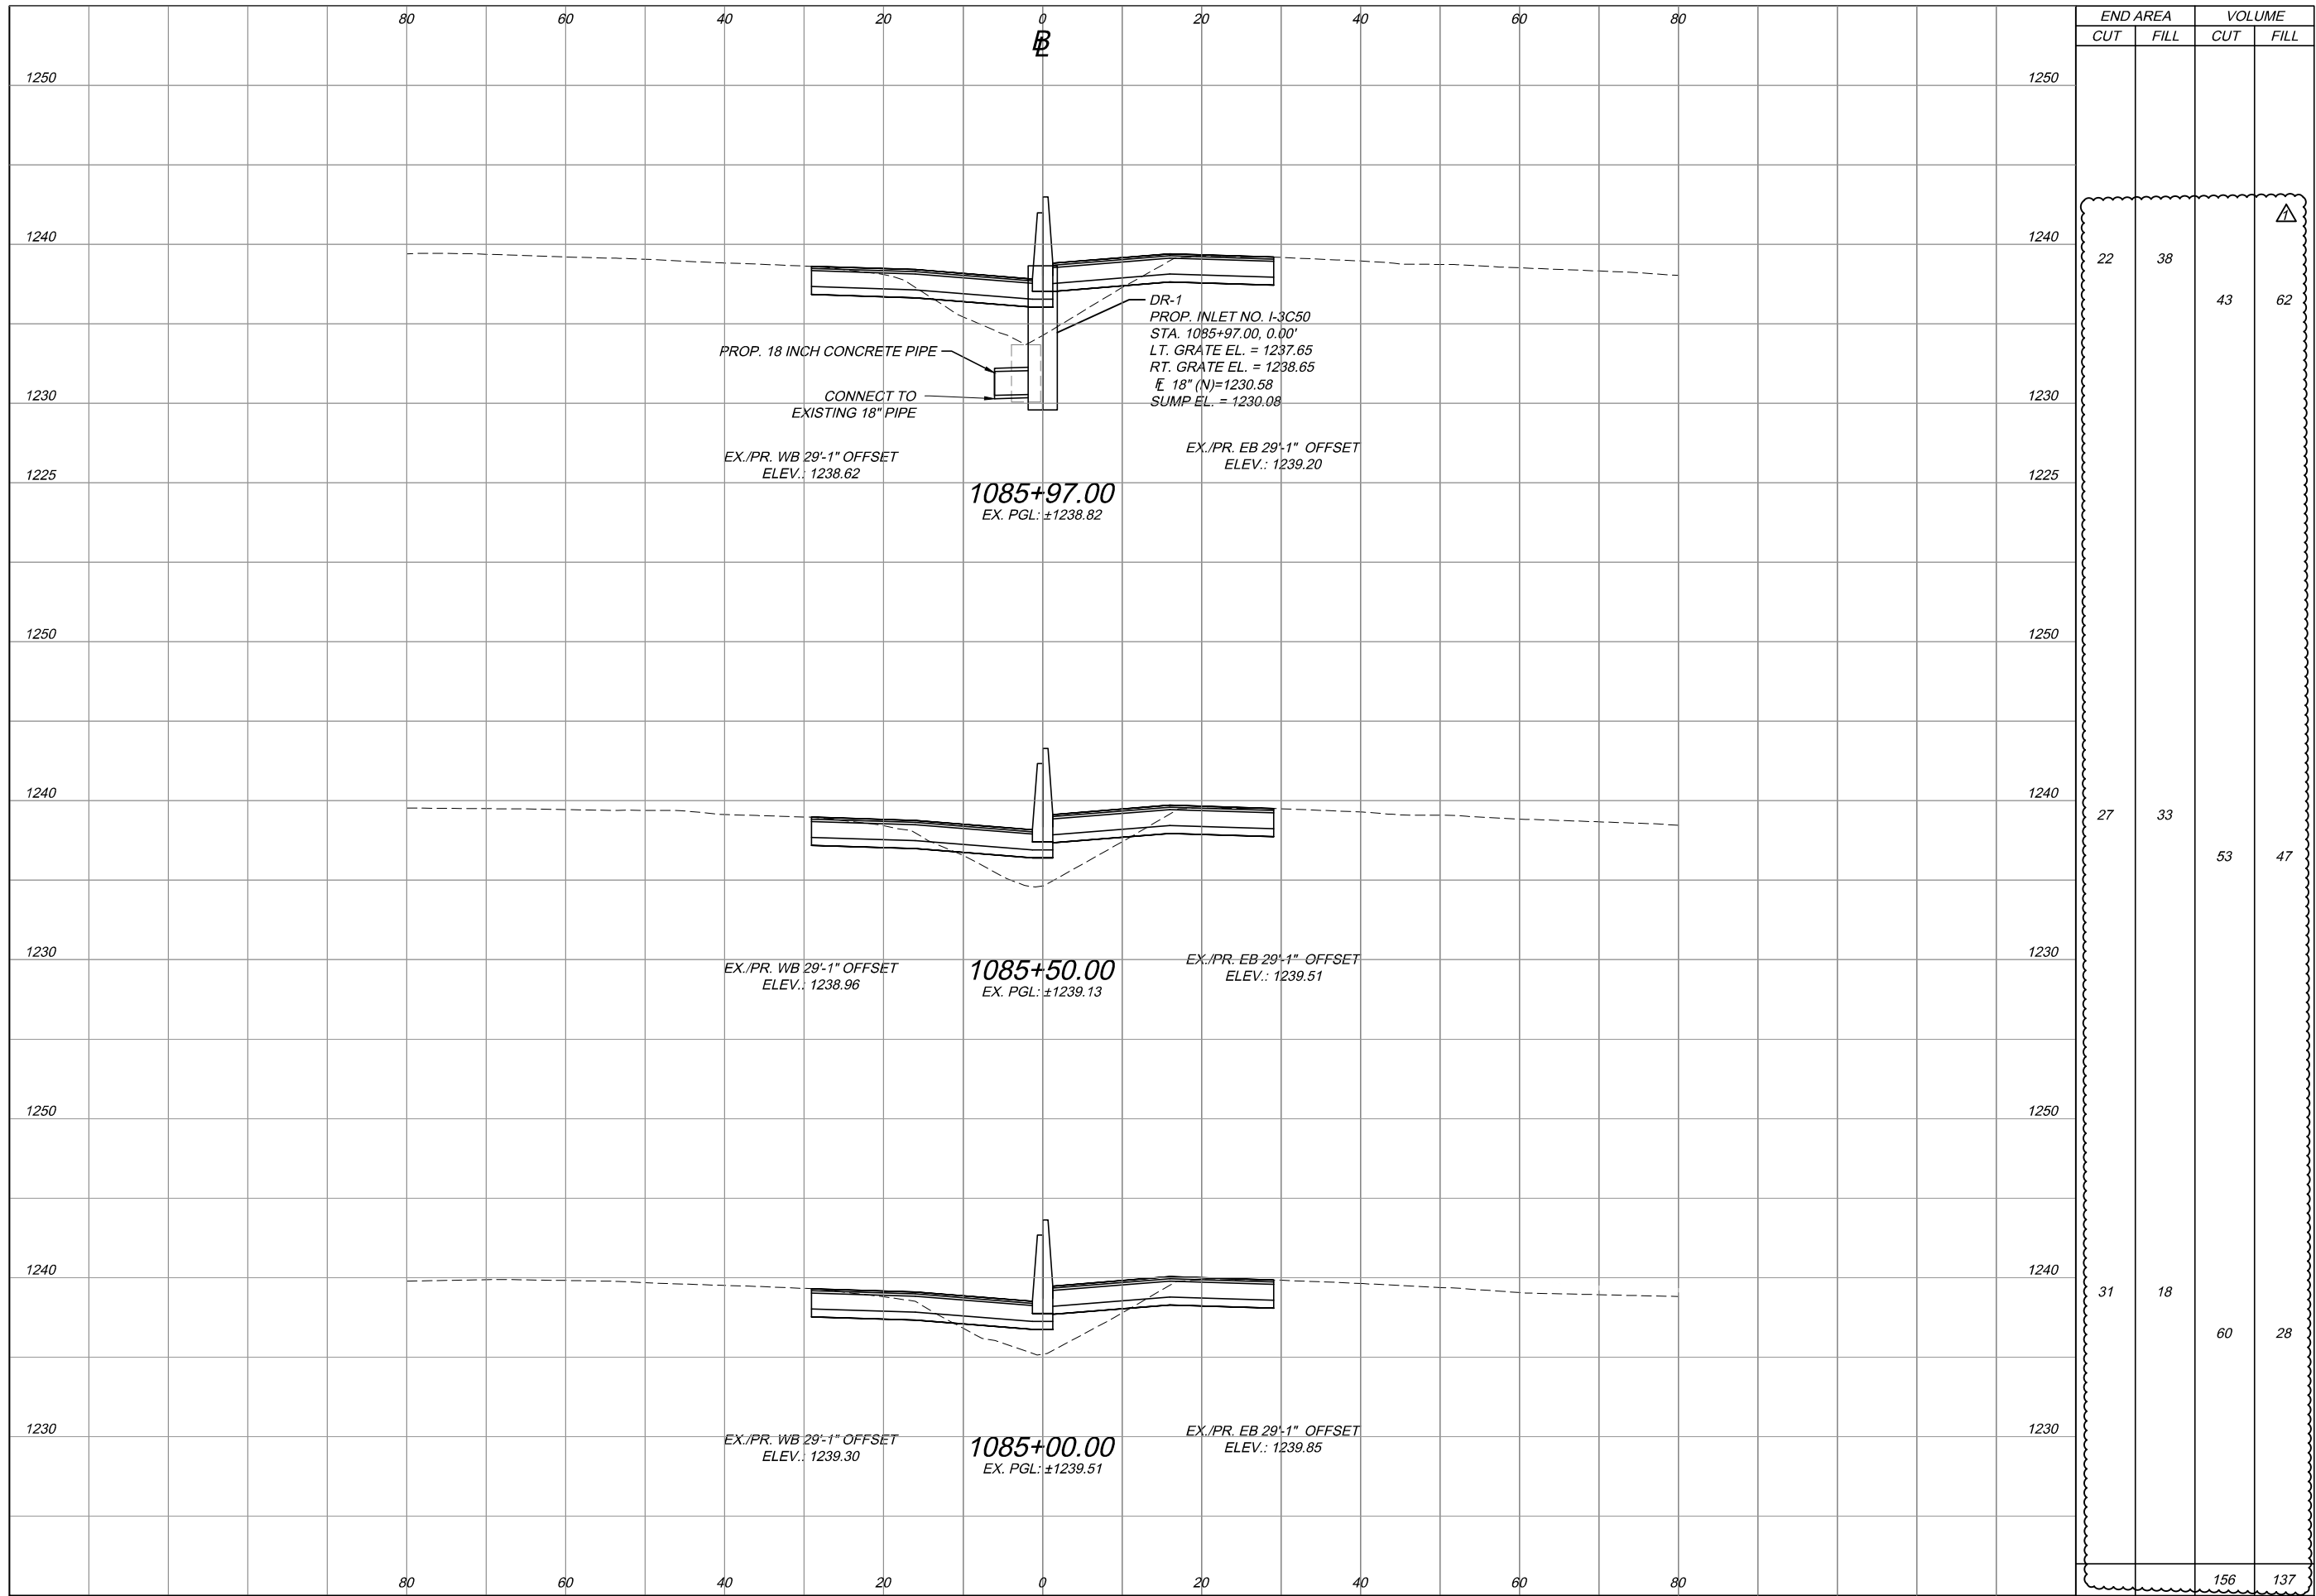 80 60 40 20 0 20 40 60 80
END AREA VOLUME
CUT FILL CUT FILL
1250 1250
1
1240 1240
22 38
43 62
DR-1
PROP. INLET NO. I-3C50
STA. 1085+97.00, 0.00'
LT. GRATE EL. = 1237.65
RT. GRATE EL. = 1238.65
18" (N)=1230.58
SUMP EL. = 1230.08
PROP. 18 INCH CONCRETE PIPE
CONNECT TO
EXISTING 18" PIPE
1230 1230
EX./PR. WB 29'-1" OFFSET
ELEV.: 1238.62
EX./PR. EB 29'-1" OFFSET
ELEV.: 1239.20
1225 1225
1085+97.00
EX. PGL: ±1238.82
1250 1250
1240 1240
27 33
53 47
1230 1230
EX./PR. WB 29'-1" OFFSET
ELEV.: 1238.96
1085+50.00
EX. PGL: ±1239.13
EX./PR. EB 29'-1" OFFSET
ELEV.: 1239.51
1250 1250
1240 1240
31 18
60 28
1230 1230
EX./PR. WB 29'-1" OFFSET
ELEV.: 1239.30
1085+00.00
EX. PGL: ±1239.51
EX./PR. EB 29'-1" OFFSET
ELEV.: 1239.85
80 60 40 20 0 20 40 60 80
156 137